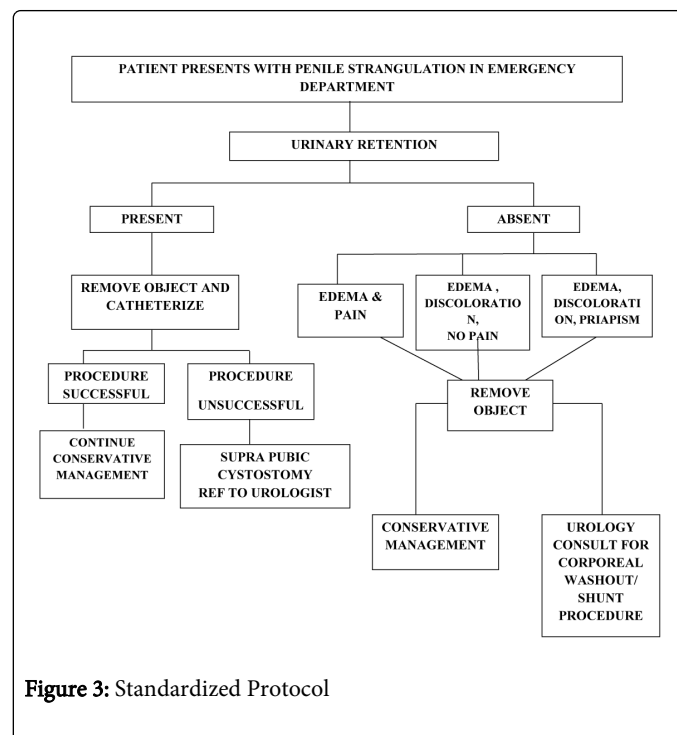 PATIENT PRESENTS WITH PENILE STRANGULATION IN EMERGENCY
DEPARTMENT
URINARY RETENTION
PRESENT
ABSENT
REMOVE OBJECT AND
CATHETERIZE
EDEMA &
PAIN
EDEMA ,
DISCOLORATIO
N,
NO PAIN
EDEMA,
DISCOLORATI
ON, PRIAPISM
PROCEDURE
SUCCESSFUL
PROCEDURE
UNSUCCESSFUL
REMOVE
OBJECT
CONTINUE
CONSERVATIVE
MANAGEMENT
SUPRA PUBIC
CYSTOSTOMY
REF TO UROLOGIST
CONSERVATIVE
MANAGEMENT
UROLOGY
CONSULT FOR
CORPOREAL
WASHOUT/
SHUNT
PROCEDURE
Figure 3: Standardized Protocol